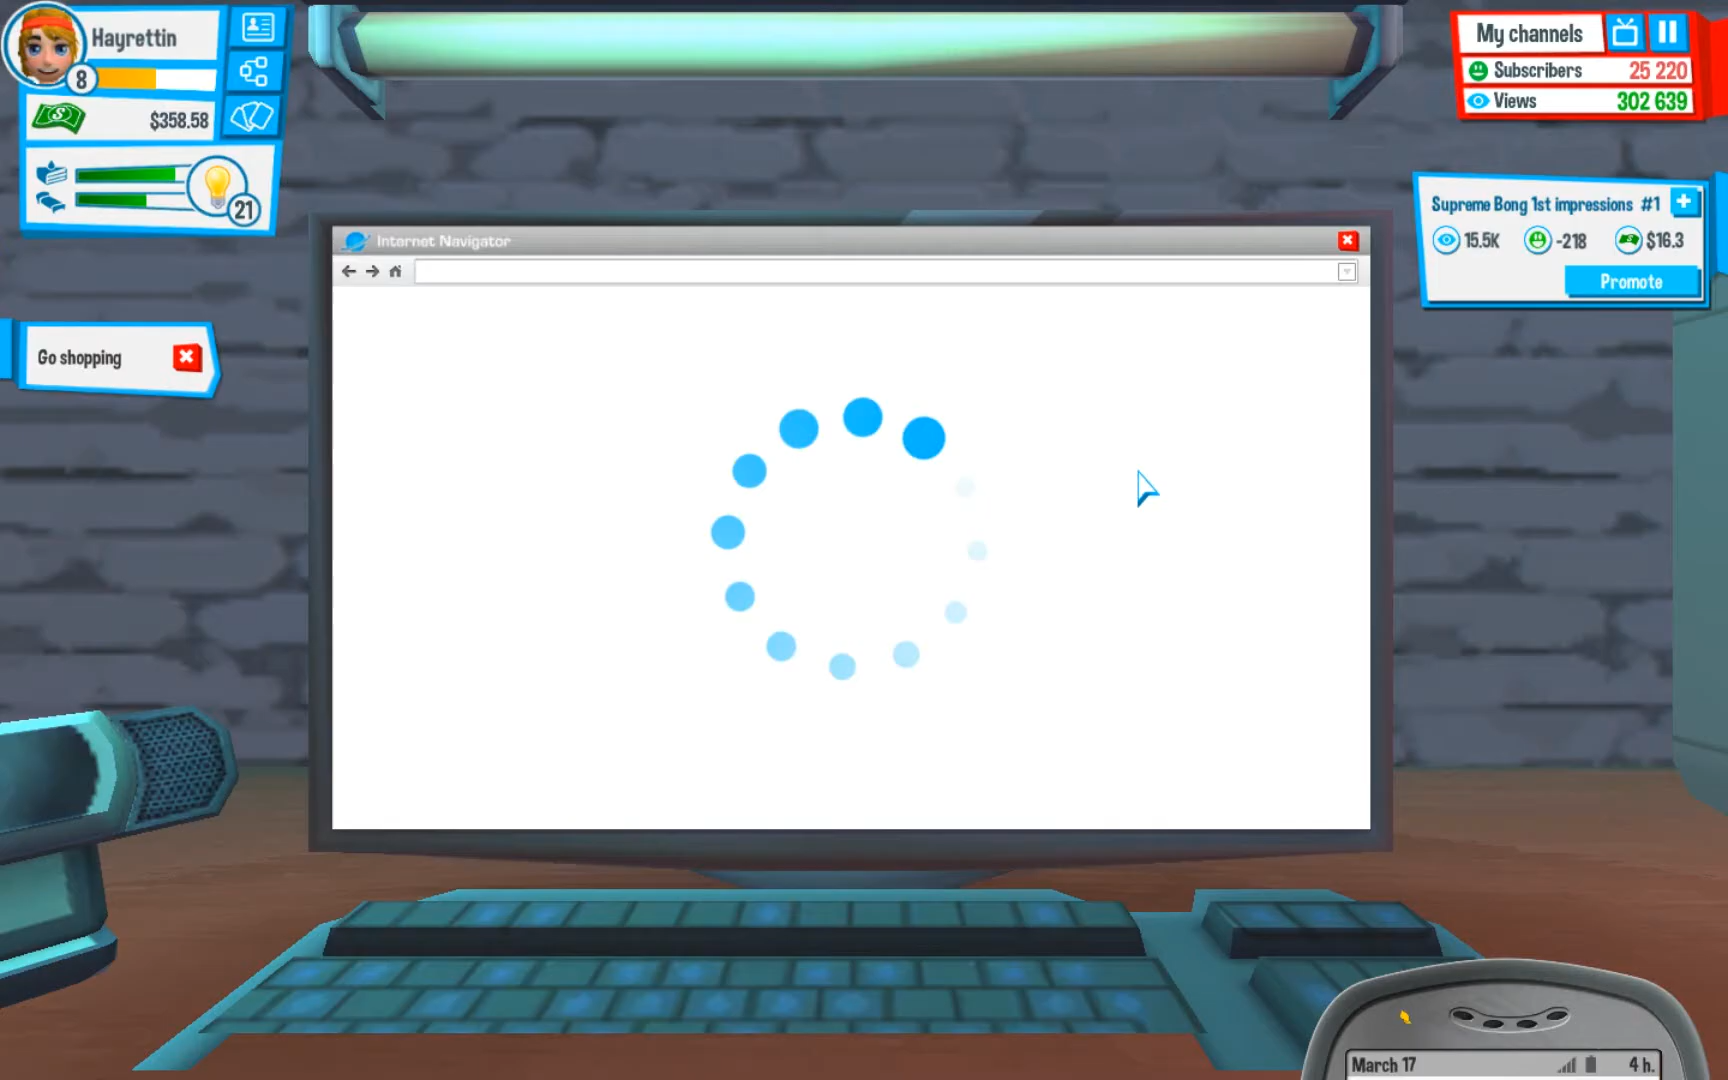 Hayrettin
8
$358.58
21
Go shopping
Internet Navigator
My channels
Subscribers 25 220
Views 302 639
Supreme Bong 1st impressions #1
15.5K -218 $16.3
Promote
March 17 4 h.